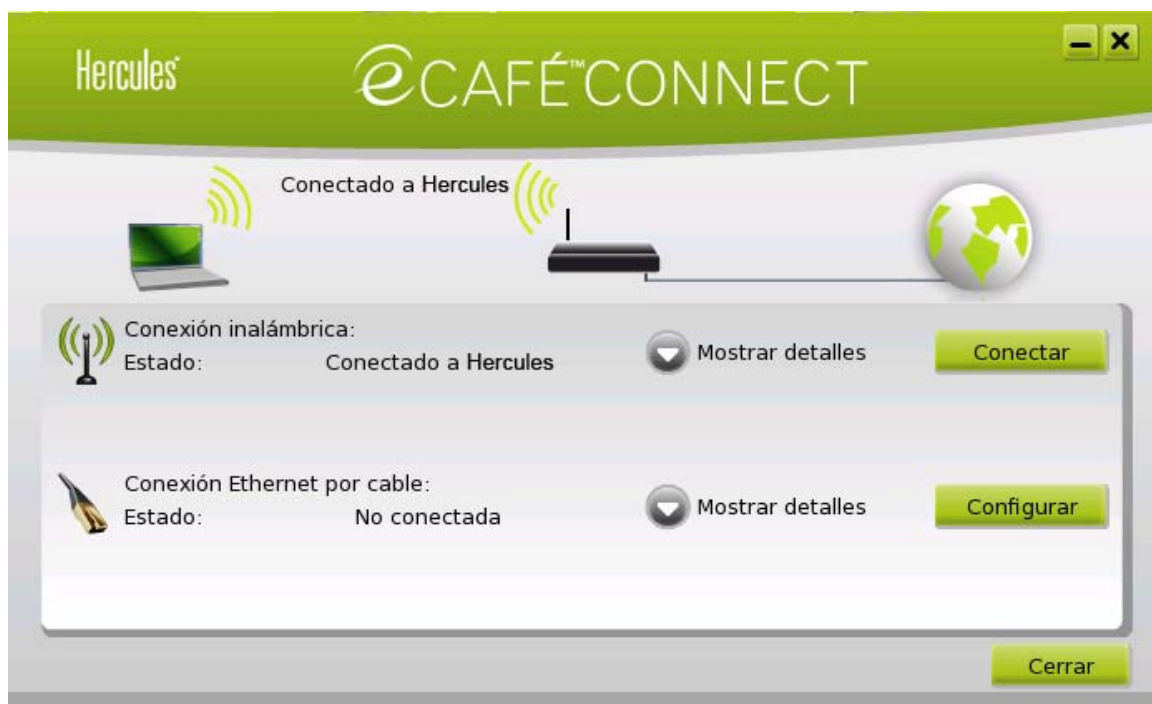 Hercules
eCAFÉ™CONNECT
Conectado a Hercules
Conexión inalámbrica:
Estado: Conectado a Hercules
Mostrar detalles
Conectar
Conexión Ethernet por cable:
Estado: No conectada
Mostrar detalles
Configurar
Cerrar